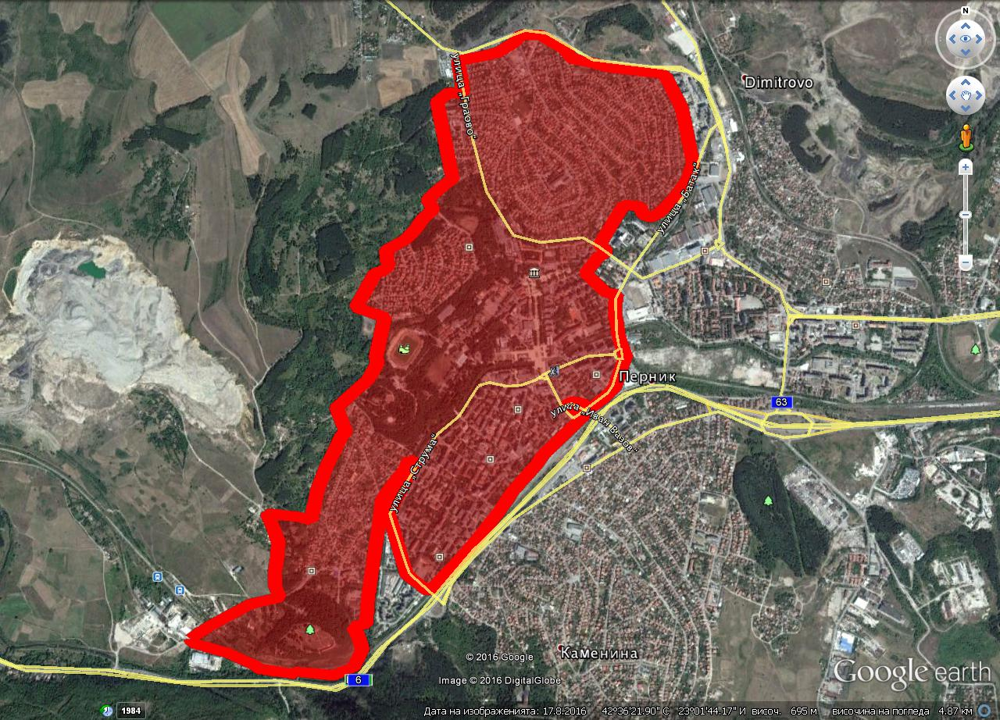 N
Dimitrovo
улица „Граово“
улица „Батак“
Перник
63
улица „Иван Вазов“
улица „Струма“
Каменина
© 2016 Google
Image © 2016 DigitalGlobe
6
Google earth
1984
Дата на изображенията: 17.8.2016 42°36'21.90" С 23°01'44.17" И височ. 695 м височина на погледа 4.87 км